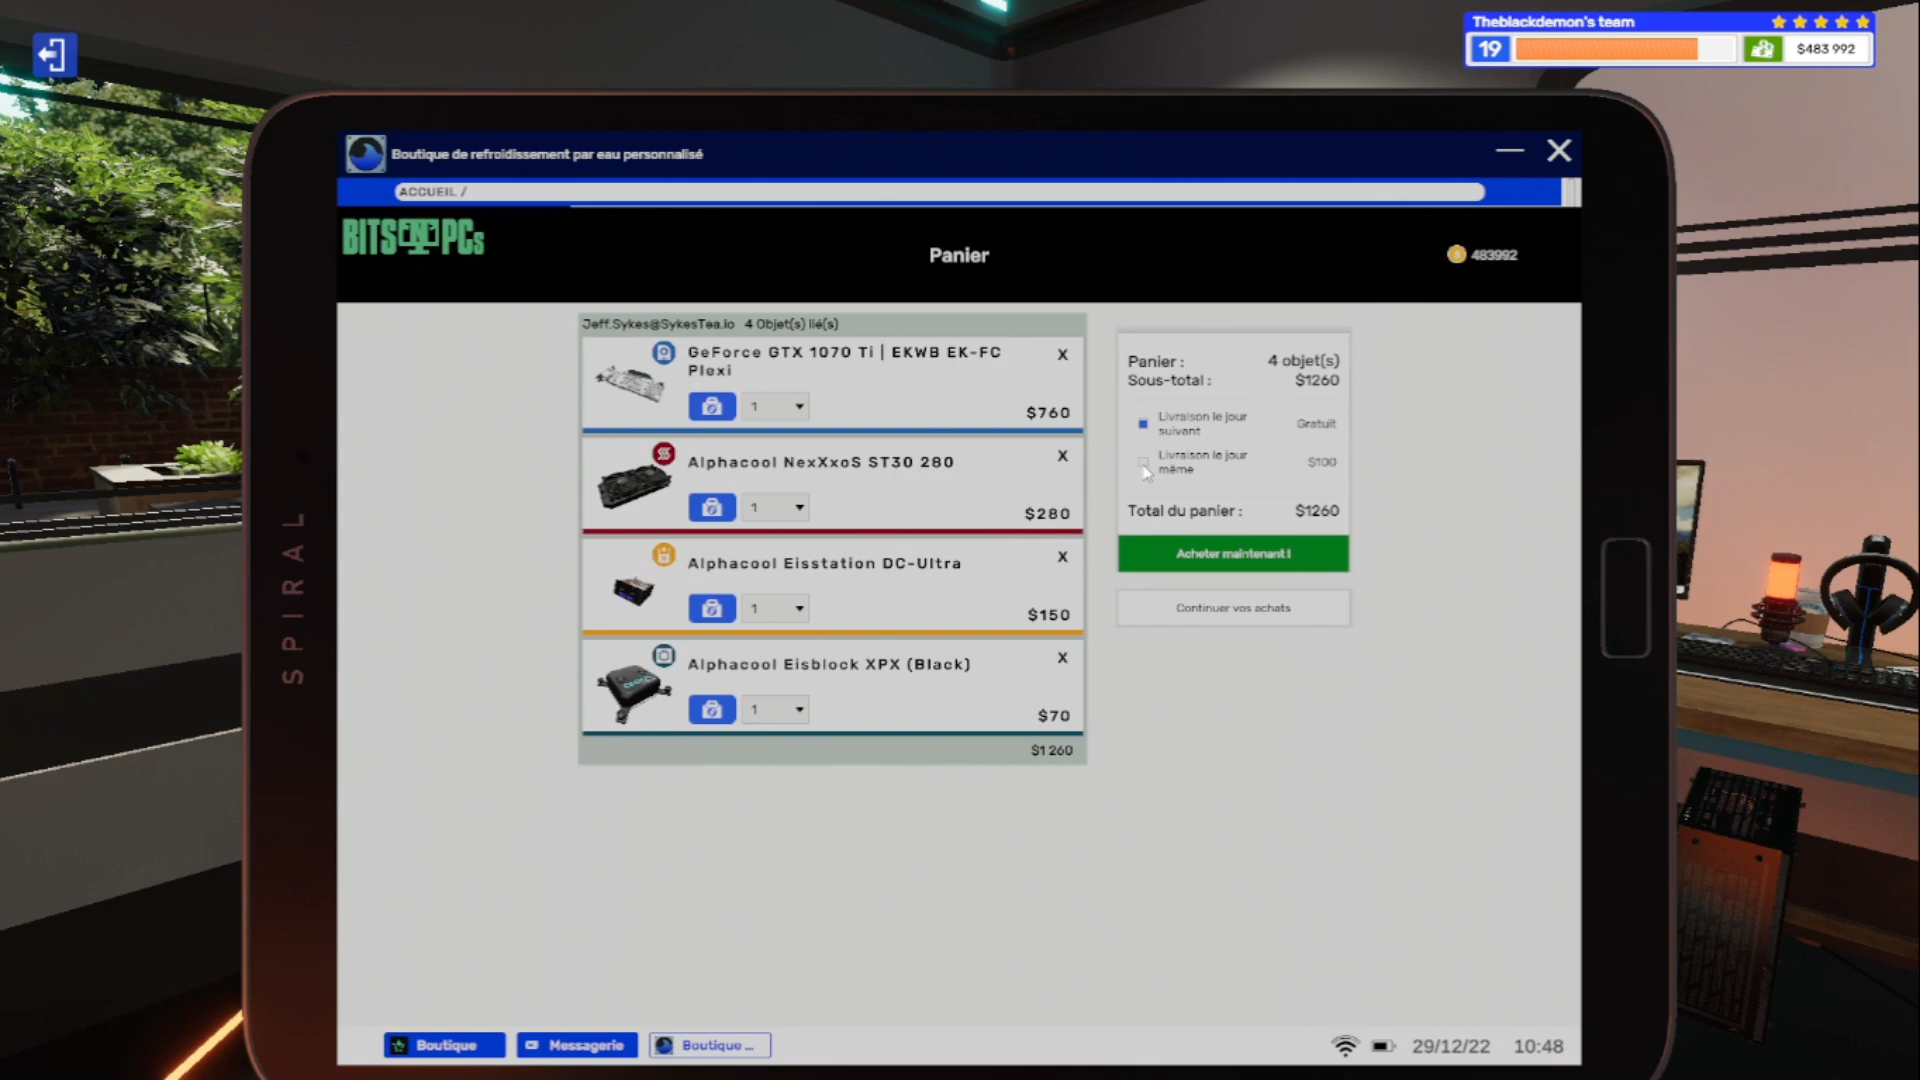 Theblackdemon's team
19
$483 992
Boutique de refroidissement par eau personnalisé
ACCUEIL /
BITS N PCs
Panier
483992
Jeff.Sykes@SykesTea.io 4 Objet(s) lié(s)
GeForce GTX 1070 Ti | EKWB EK-FC
Plexi
X
1
$760
Alphacool NexXxoS ST30 280
X
1
$280
Alphacool Eisstation DC-Ultra
X
1
$150
Alphacool Eisblock XPX (Black)
X
1
$70
$1 260
Panier : 4 objet(s)
Sous-total : $1260
Livraison le jour
suivant
Gratuit
Livraison le jour
même
$100
Total du panier : $1260
Acheter maintenant !
Continuer vos achats
SPIRAL
Boutique
Messagerie
Boutique ...
29/12/22
10:48